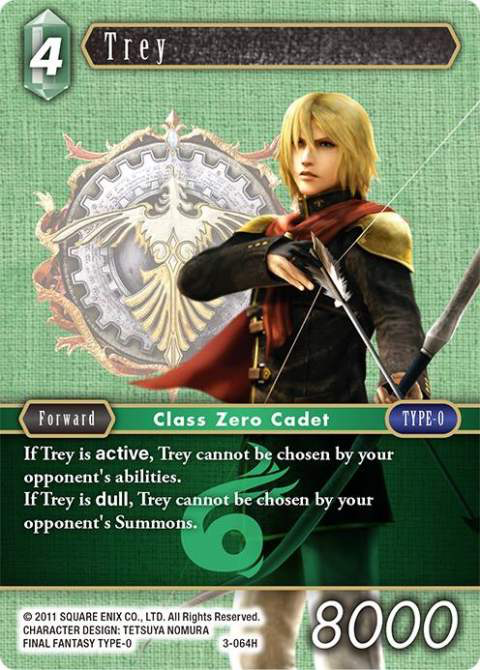 4
Trey
Forward
Class Zero Cadet
TYPE-0
If Trey is active, Trey cannot be chosen by your
opponent's abilities.
If Trey is dull, Trey cannot be chosen by your
opponent's Summons.
© 2011 SQUARE ENIX CO., LTD. All Rights Reserved.
CHARACTER DESIGN: TETSUYA NOMURA
FINAL FANTASY TYPE-0
3-064H
8000